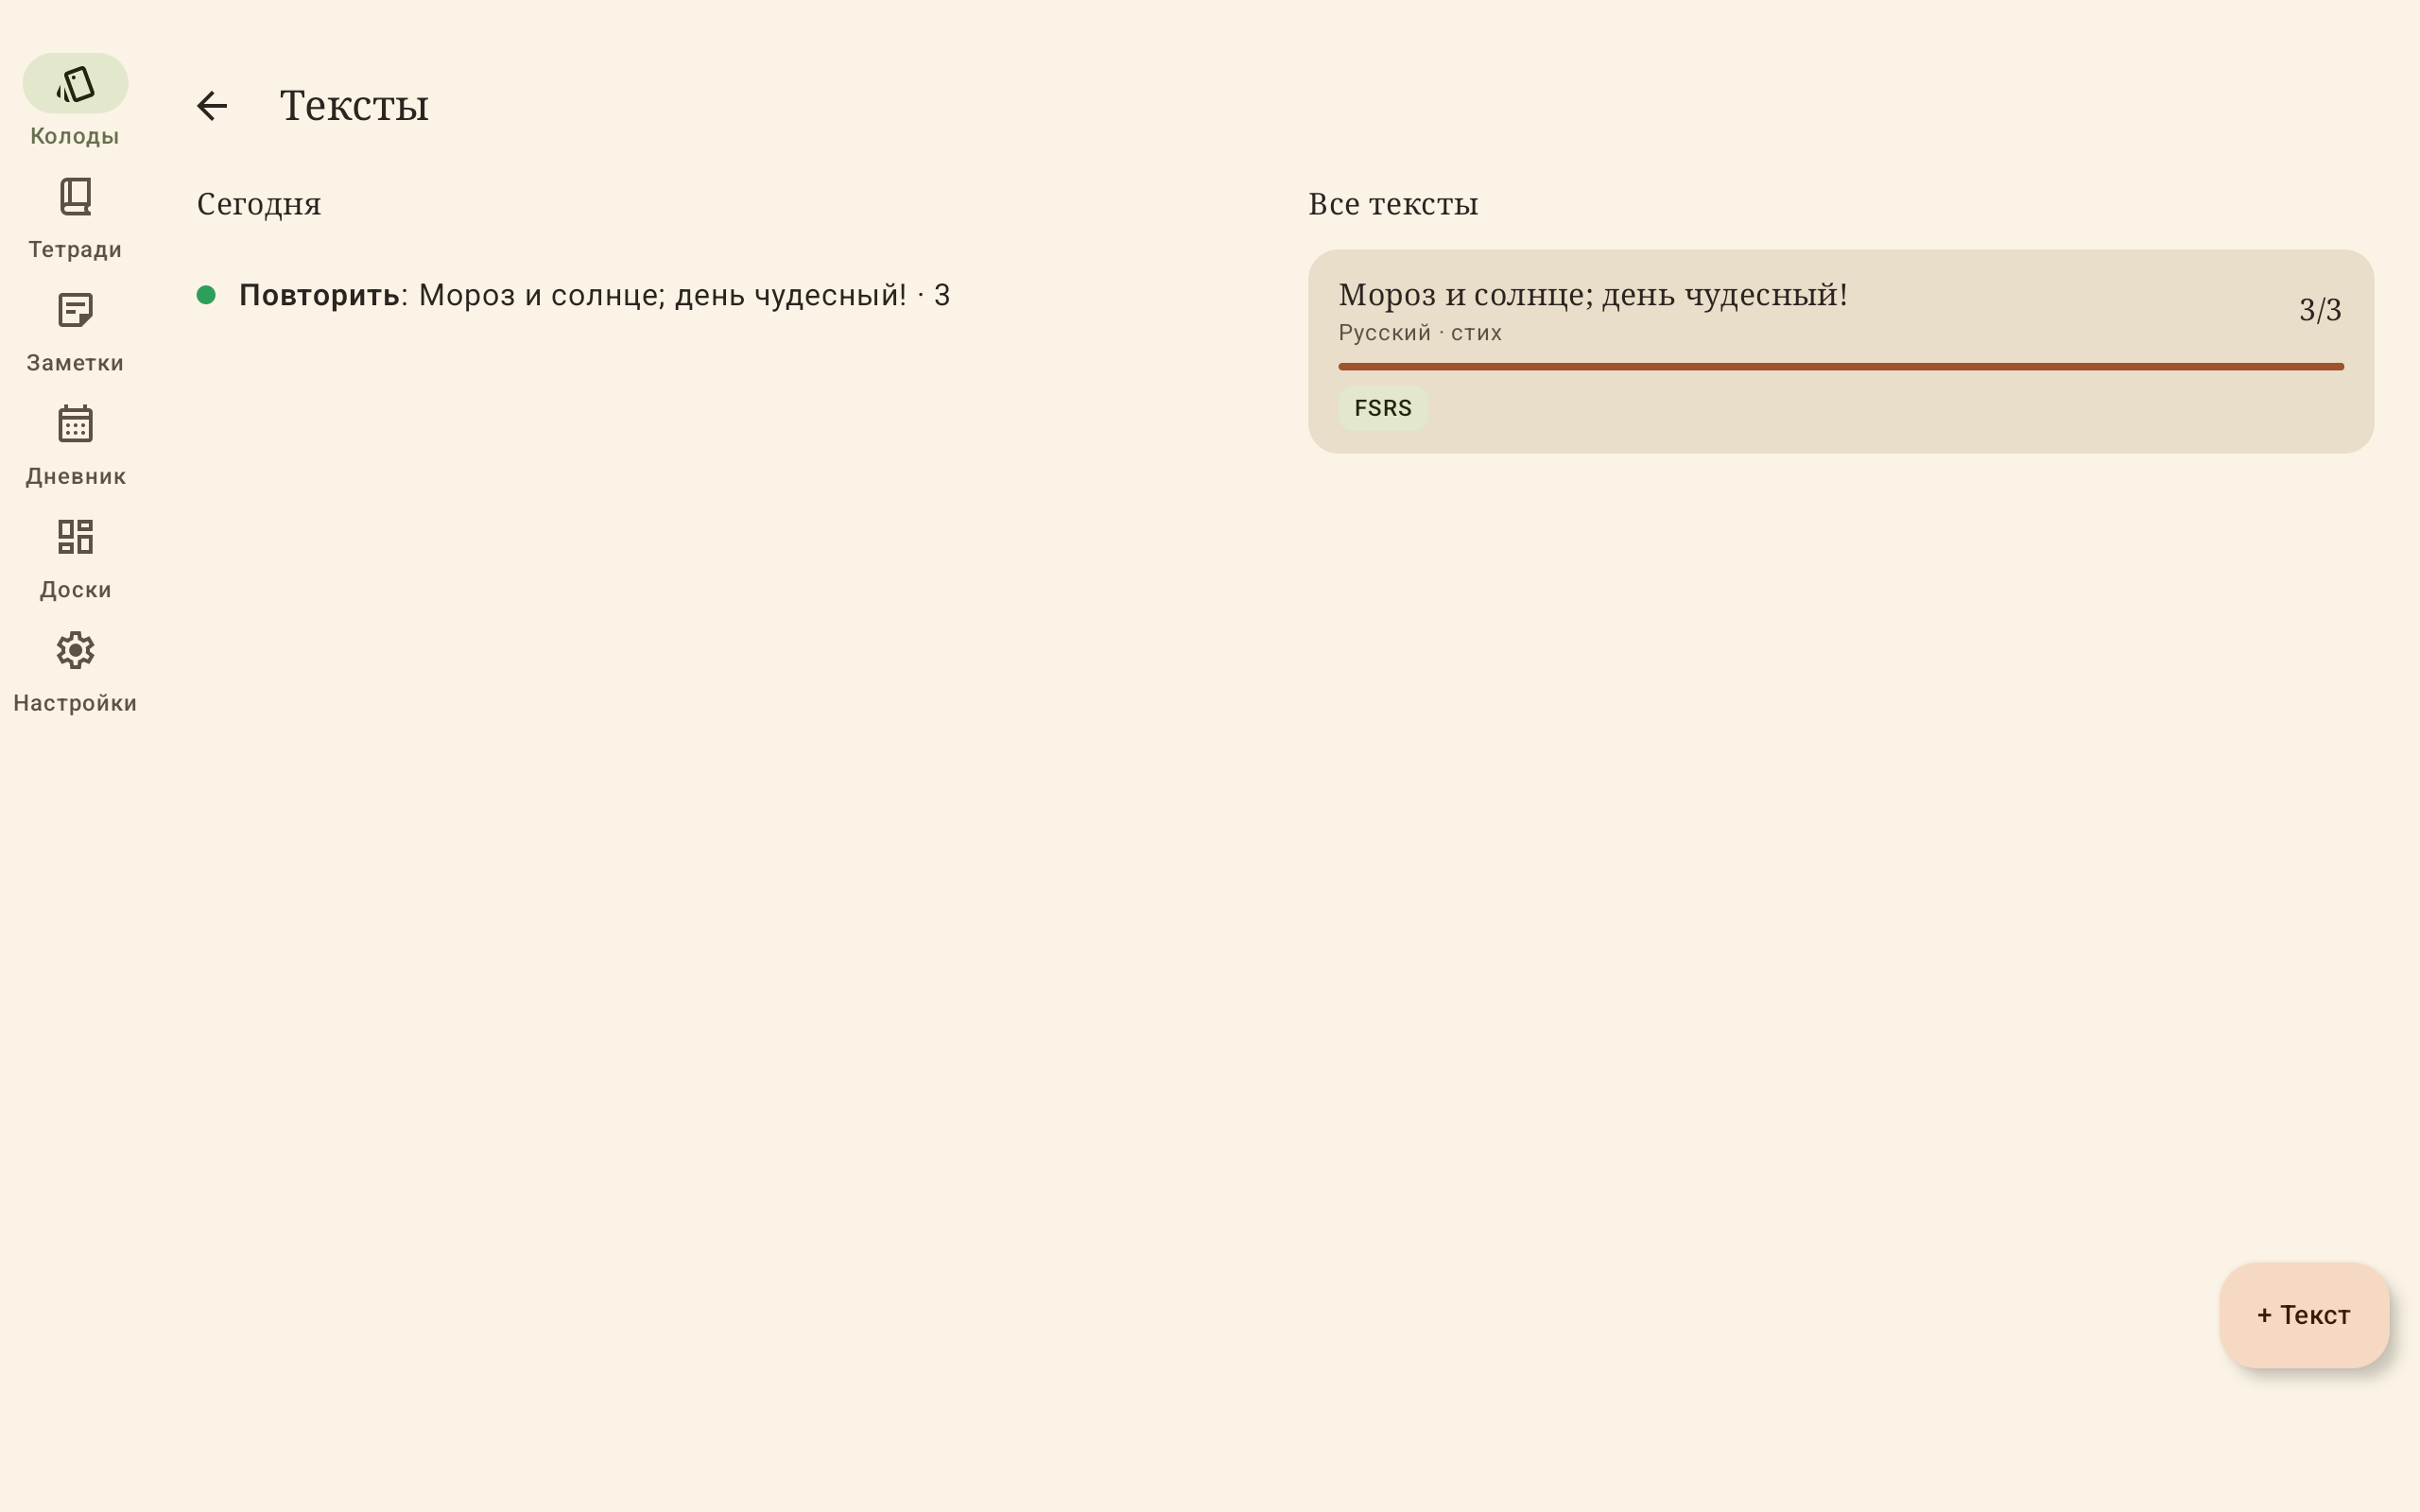 Колоды
Тетради
Заметки
Дневник
Доски
Настройки
Тексты
Сегодня
Повторить: Мороз и солнце; день чудесный! · 3
Все тексты
Мороз и солнце; день чудесный!
Русский · стих
3/3
FSRS
+ Текст